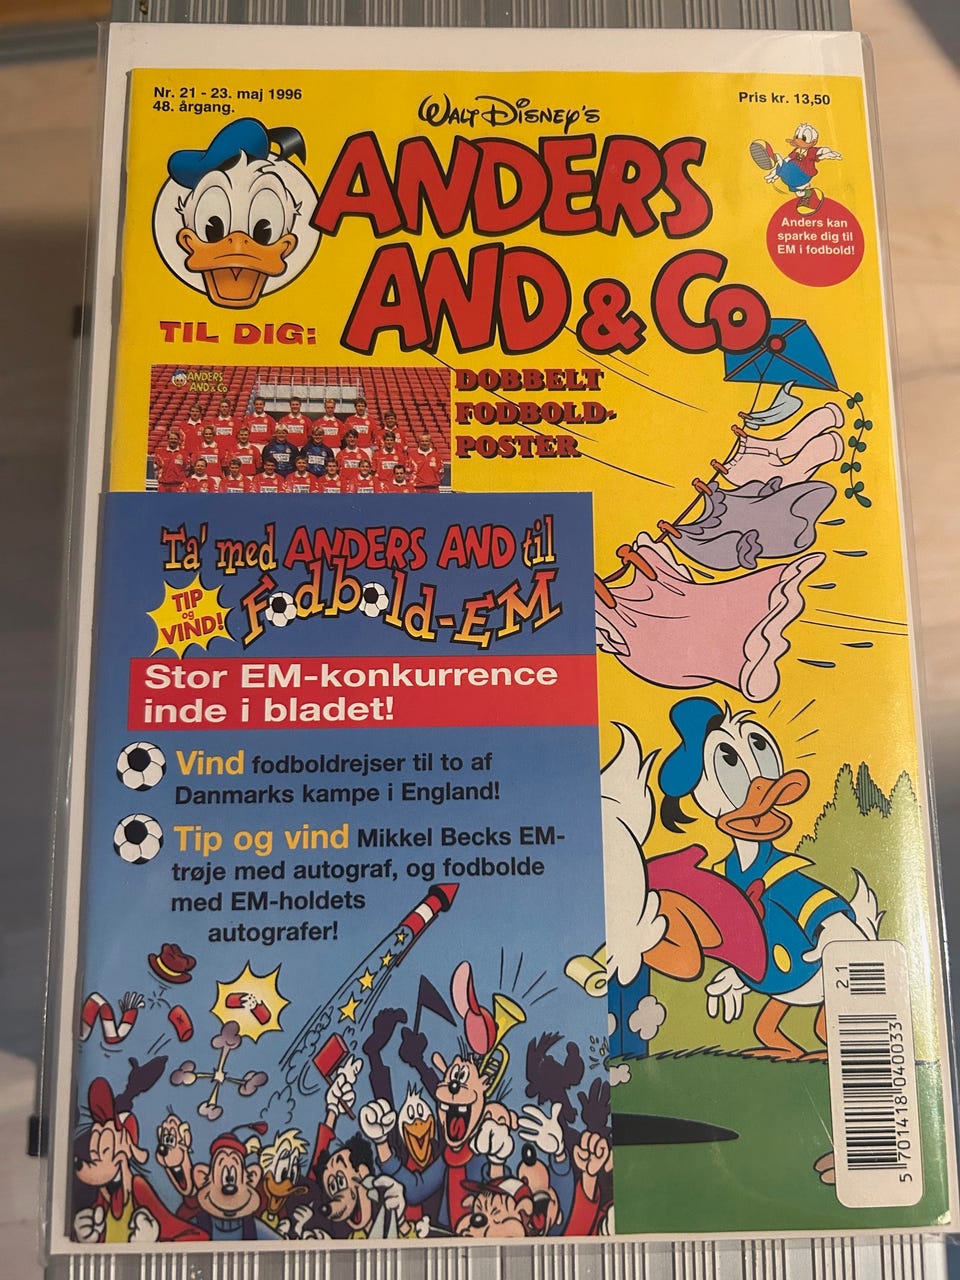 Nr. 21 - 23. maj 1996
48. årgang.
WALT DISNEY'S
Pris kr. 13,50
ANDERS
AND & Co
Anders kan
sparke dig til
EM i fodbold!
TIL DIG:
ANDERS
AND & Co
DOBBELT
FODBOLD-
POSTER
Ta' med ANDERS AND til
Fodbold-EM
TIP
og
VIND!
Stor EM-konkurrence
inde i bladet!
Vind fodboldrejser til to af
Danmarks kampe i England!
Tip og vind Mikkel Becks EM-
trøje med autograf, og fodbolde
med EM-holdets
autografer!
21
5 701418 040033